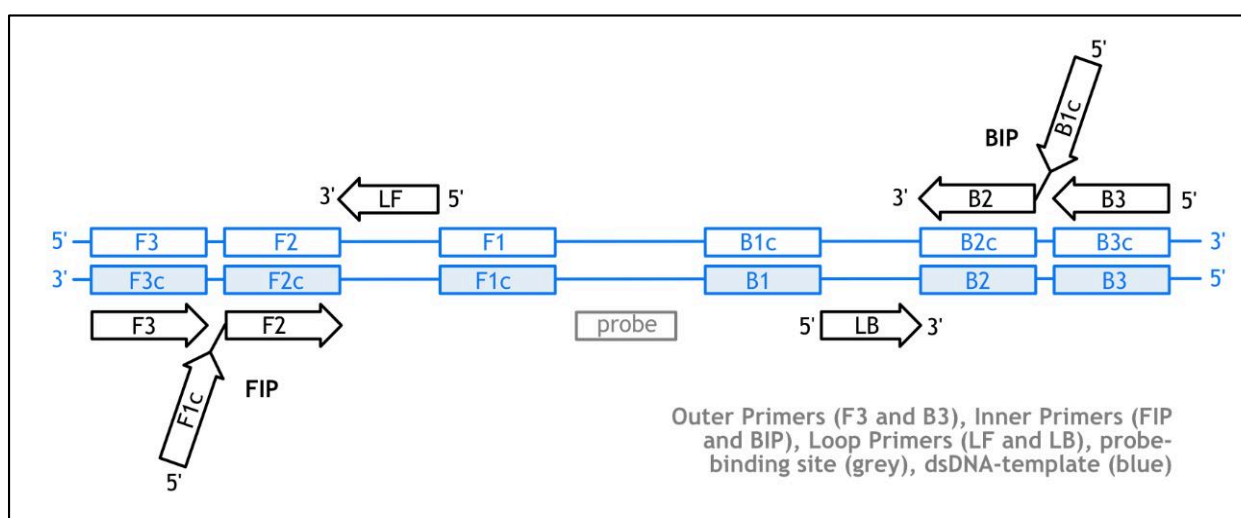 5'
B1c
BIP
3'
LF
5'
3'
B2
B3
5'
5'
F3
F2
F1
B1c
B2c
B3c
3'
3'
F3c
F2c
F1c
B1
B2
B3
5'
F3
F2
probe
5'
LB
3'
F1c
FIP
5'
Outer Primers (F3 and B3), Inner Primers (FIP
and BIP), Loop Primers (LF and LB), probe-
binding site (grey), dsDNA-template (blue)